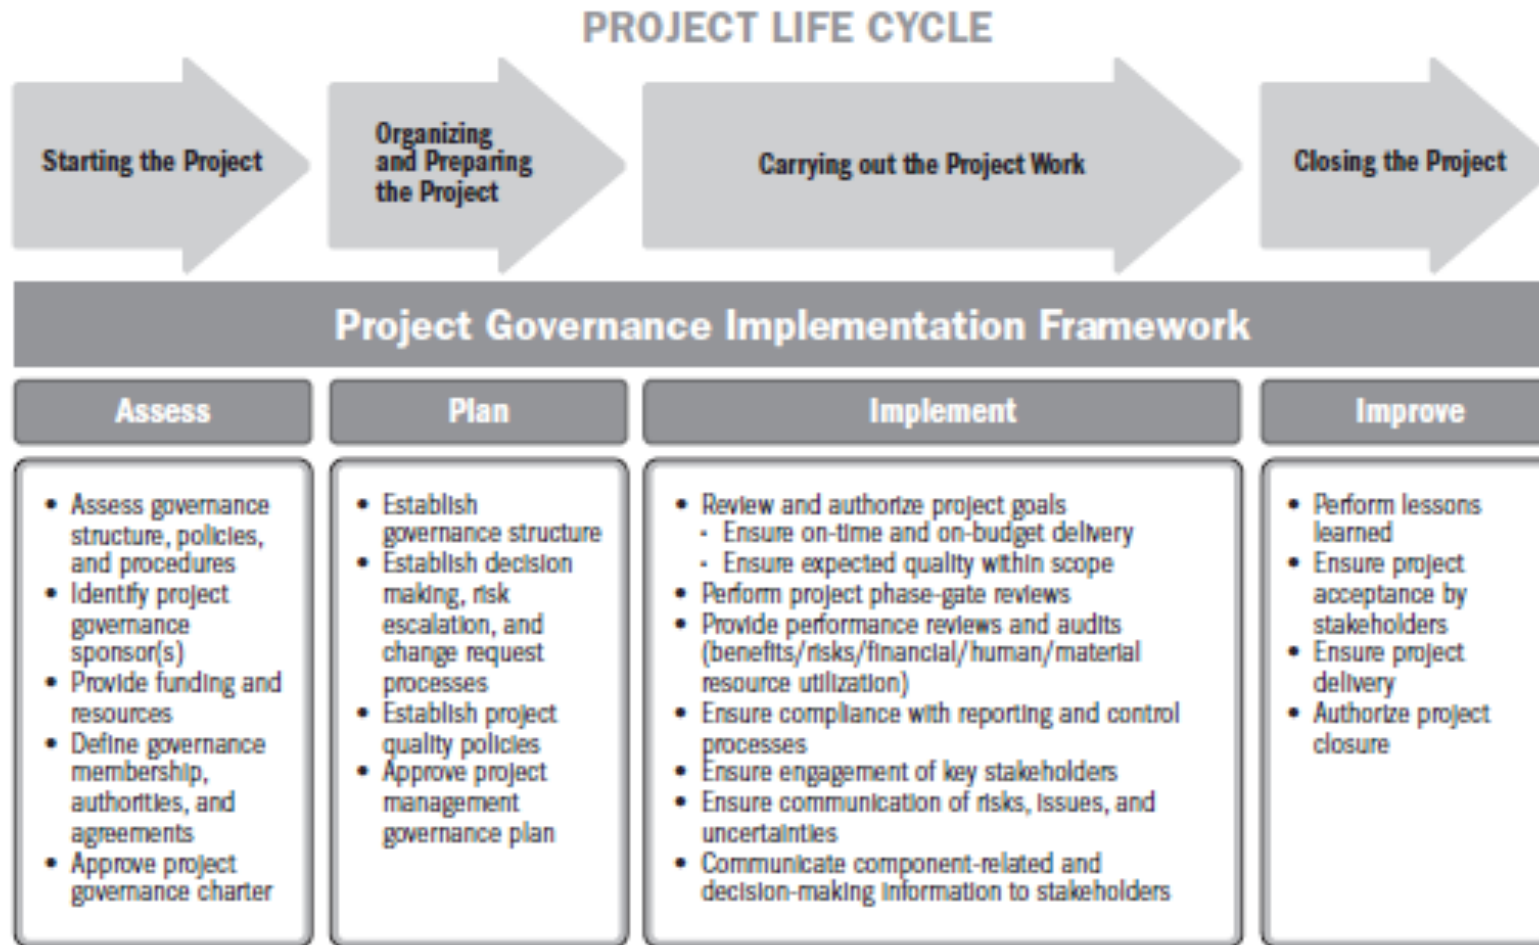 PROJECT LIFE CYCLE
Starting the Project
Organizing
and Preparing
the Project
Carrying out the Project Work
Closing the Project
Project Governance Implementation Framework
Assess
Plan
Implement
Improve
• Assess governance
structure, policies,
and procedures
• Identify project
governance
sponsor(s)
• Provide funding and
resources
• Define governance
membership,
authorities, and
agreements
• Approve project
governance charter
• Establish
governance structure
• Establish decision
making, risk
escalation, and
change request
processes
• Establish project
quality policies
• Approve project
management
governance plan
• Review and authorize project goals
- Ensure on-time and on-budget delivery
- Ensure expected quality within scope
• Perform project phase-gate reviews
• Provide performance reviews and audits
(benefits/risks/financial/human/material
resource utilization)
• Ensure compliance with reporting and control
processes
• Ensure engagement of key stakeholders
• Ensure communication of risks, issues, and
uncertainties
• Communicate component-related and
decision-making information to stakeholders
• Perform lessons
learned
• Ensure project
acceptance by
stakeholders
• Ensure project
delivery
• Authorize project
closure